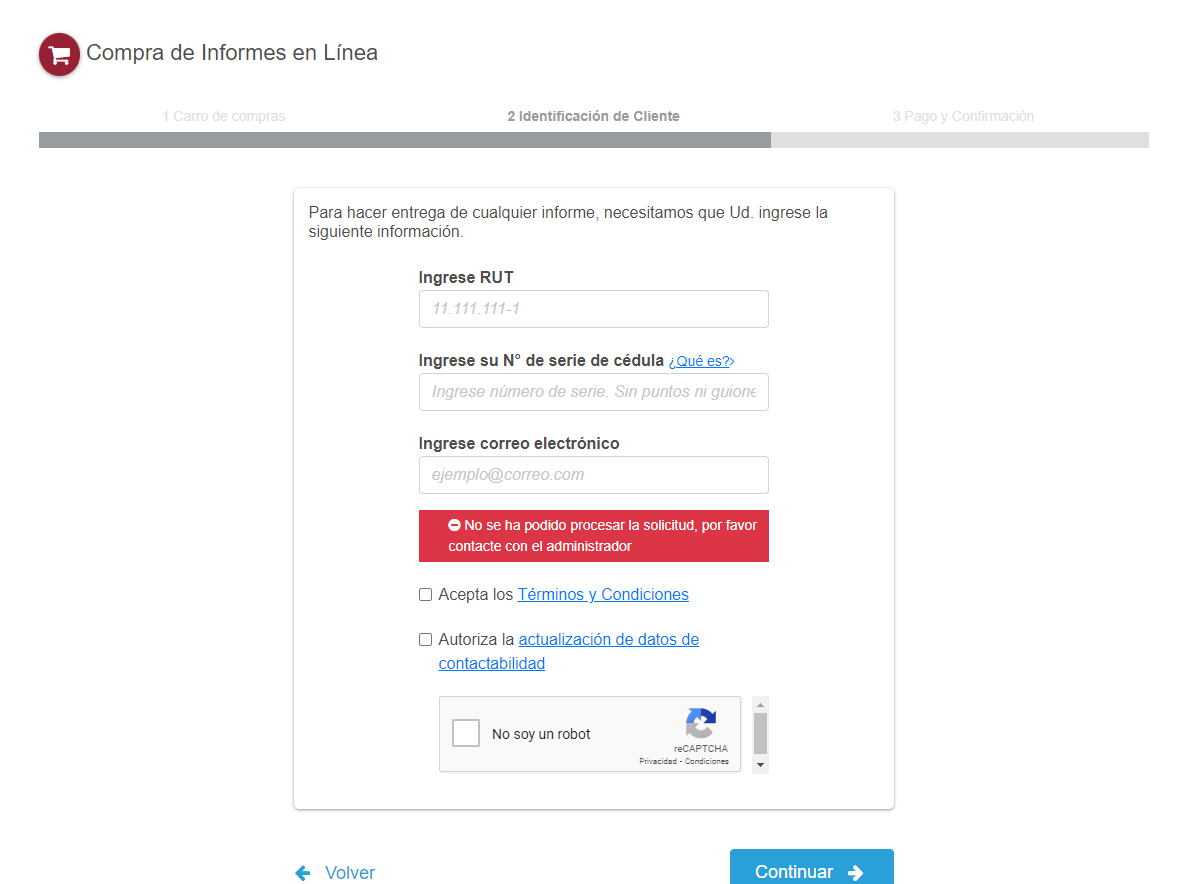 Compra de Informes en Línea
1 Carro de compras
2 Identificación de Cliente
3 Pago y Confirmación
Para hacer entrega de cualquier informe, necesitamos que Ud. ingrese la
siguiente información.
Ingrese RUT
11.111.111-1
Ingrese su N° de serie de cédula ¿Qué es?
Ingrese número de serie. Sin puntos ni guione
Ingrese correo electrónico
ejemplo@correo.com
No se ha podido procesar la solicitud, por favor
contacte con el administrador
Acepta los Términos y Condiciones
Autoriza la actualización de datos de
contactabilidad
No soy un robot
reCAPTCHA
Privacidad - Condiciones
Volver
Continuar